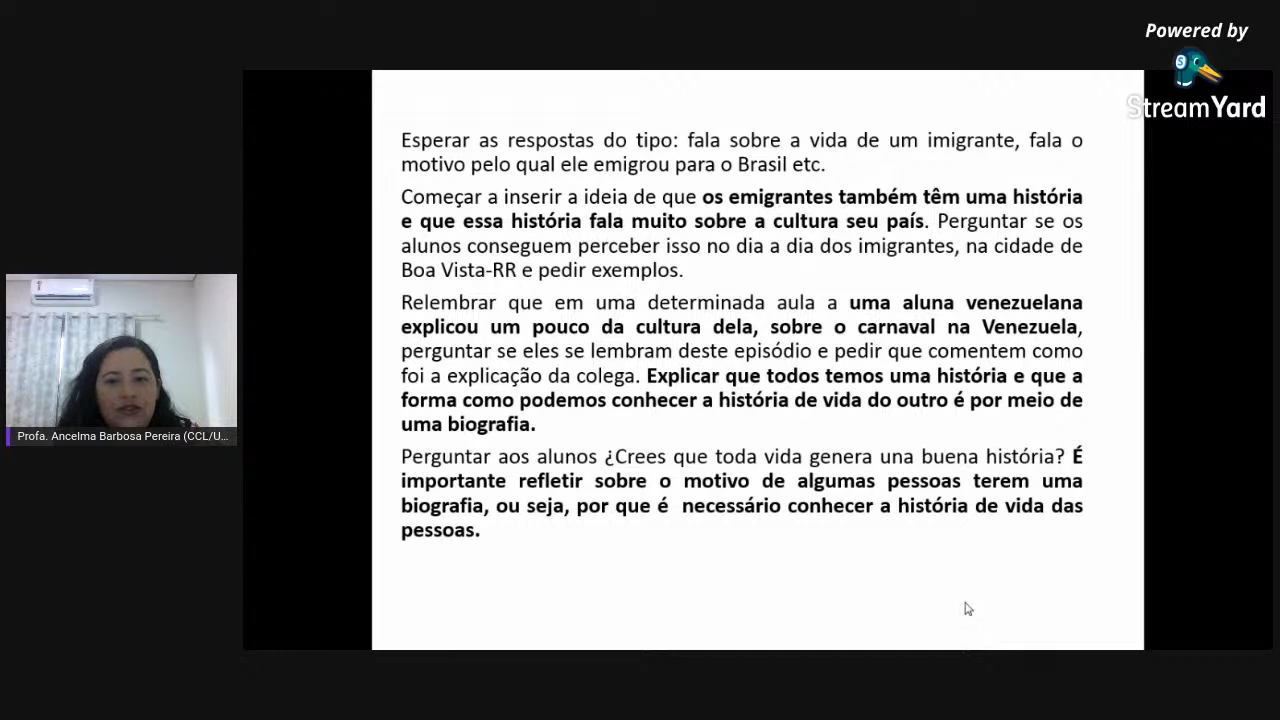 Powered by
StreamYard
Esperar as respostas do tipo: fala sobre a vida de um imigrante, fala o
motivo pelo qual ele emigrou para o Brasil etc.
Começar a inserir a ideia de que os emigrantes também têm uma história
e que essa história fala muito sobre a cultura seu país. Perguntar se os
alunos conseguem perceber isso no dia a dia dos imigrantes, na cidade de
Boa Vista-RR e pedir exemplos.
Relembrar que em uma determinada aula a uma aluna venezuelana
explicou um pouco da cultura dela, sobre o carnaval na Venezuela,
perguntar se eles se lembram deste episódio e pedir que comentem como
foi a explicação da colega. Explicar que todos temos uma história e que a
forma como podemos conhecer a história de vida do outro é por meio de
uma biografia.
Perguntar aos alunos ¿Crees que toda vida genera una buena história? É
importante refletir sobre o motivo de algumas pessoas terem uma
biografia, ou seja, por que é necessário conhecer a história de vida das
pessoas.
Profa. Ancelma Barbosa Pereira (CCL/U...